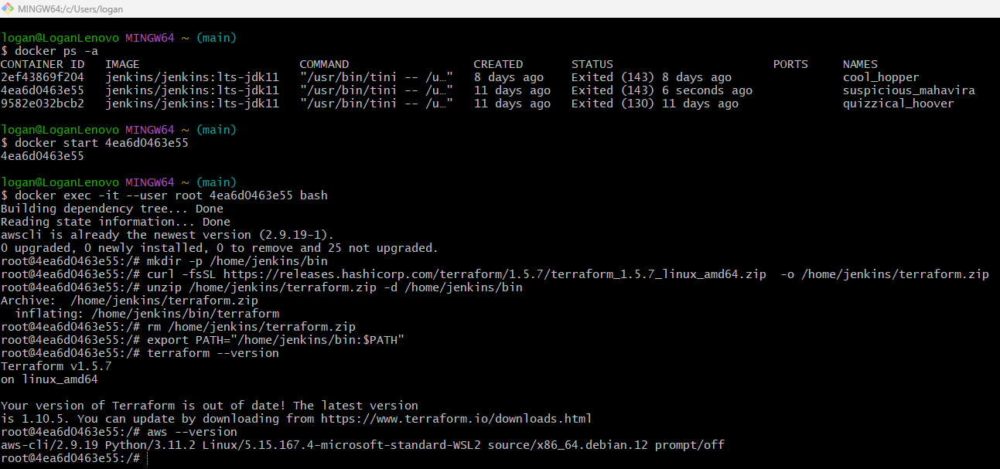 MINGW64:/c/Users/logan
logan@LoganLenovo MINGW64 ~ (main)
$ docker ps -a
CONTAINER ID   IMAGE                       COMMAND                  CREATED       STATUS                       PORTS     NAMES
2ef43869f204   jenkins/jenkins:lts-jdk11   "/usr/bin/tini -- /u…"   8 days ago    Exited (143) 8 days ago                cool_hopper
4ea6d0463e55   jenkins/jenkins:lts-jdk11   "/usr/bin/tini -- /u…"   11 days ago   Exited (143) 6 seconds ago             suspicious_mahavira
9582e032bcb2   jenkins/jenkins:lts-jdk11   "/usr/bin/tini -- /u…"   11 days ago   Exited (130) 11 days ago               quizzical_hoover
logan@LoganLenovo MINGW64 ~ (main)
$ docker start 4ea6d0463e55
4ea6d0463e55
logan@LoganLenovo MINGW64 ~ (main)
$ docker exec -it --user root 4ea6d0463e55 bash
Building dependency tree... Done
Reading state information... Done
awscli is already the newest version (2.9.19-1).
0 upgraded, 0 newly installed, 0 to remove and 25 not upgraded.
root@4ea6d0463e55:/# mkdir -p /home/jenkins/bin
root@4ea6d0463e55:/# curl -fsSL https://releases.hashicorp.com/terraform/1.5.7/terraform_1.5.7_linux_amd64.zip  -o /home/jenkins/terraform.zip
root@4ea6d0463e55:/# unzip /home/jenkins/terraform.zip -d /home/jenkins/bin
Archive:  /home/jenkins/terraform.zip
  inflating: /home/jenkins/bin/terraform
root@4ea6d0463e55:/# rm /home/jenkins/terraform.zip
root@4ea6d0463e55:/# export PATH="/home/jenkins/bin:$PATH"
root@4ea6d0463e55:/# terraform --version
Terraform v1.5.7
on linux_amd64
Your version of Terraform is out of date! The latest version
is 1.10.5. You can update by downloading from https://www.terraform.io/downloads.html
root@4ea6d0463e55:/# aws --version
aws-cli/2.9.19 Python/3.11.2 Linux/5.15.167.4-microsoft-standard-WSL2 source/x86_64.debian.12 prompt/off
root@4ea6d0463e55:/#